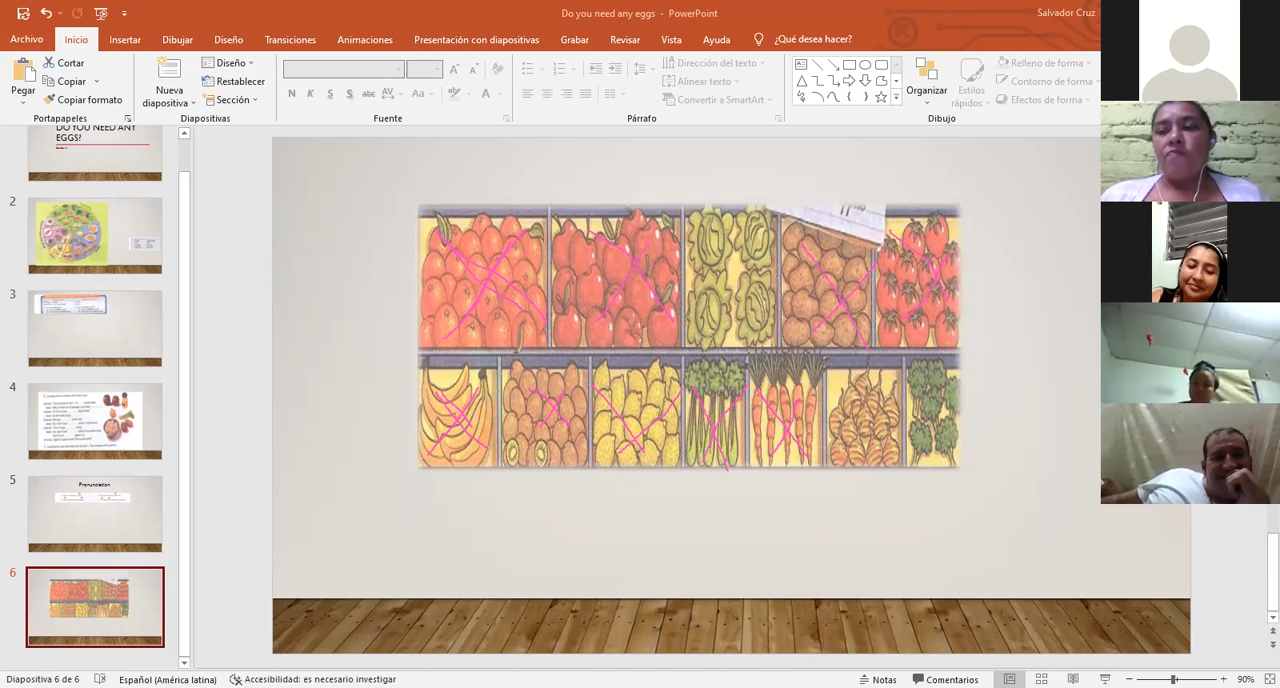 Do you need any eggs - PowerPoint
Salvador Cruz
Archivo Inicio Insertar Dibujar Diseño Transiciones Animaciones Presentación con diapositivas Grabar Revisar Vista Ayuda ¿Qué desea hacer?
Pegar
Cortar
Copiar
Copiar formato
Portapapeles
Nueva
diapositiva
Diseño
Restablecer
Sección
Diapositivas
N K S S abc AV Aa A
Fuente
Dirección del texto
Alinear texto
Convertir a SmartArt
Párrafo
Organizar
Estilos
rápidos
Relleno de forma
Contorno de forma
Efectos de forma
Dibujo
DO YOU NEED ANY
EGGS?
2
3
4
5
Pronunciation
6
Diapositiva 6 de 6
Español (América latina)
Accesibilidad: es necesario investigar
Notas
Comentarios
90%